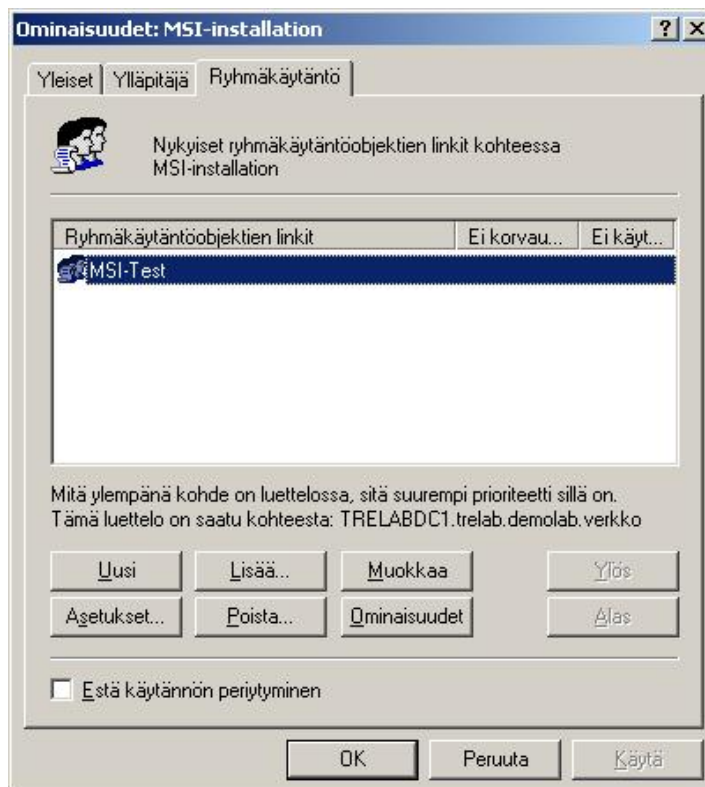 Ominaisuudet: MSI-installation
Yleiset Ylläpitäjä Ryhmäkäytäntö
Nykyiset ryhmäkäytäntöobjektien linkit kohteessa
MSI-installation
Ryhmäkäytäntöobjektien linkit Ei korvau... Ei käyt...
MSI-Test
Mitä ylempänä kohde on luettelossa, sitä suurempi prioriteetti sillä on.
Tämä luettelo on saatu kohteesta: TRELABDC1.trelab.demolab.verkko
Uusi Lisää... Muokkaa Ylös
Asetukset... Poista... Ominaisuudet Alas
Estä käytännön periytyminen
OK Peruuta Käytä